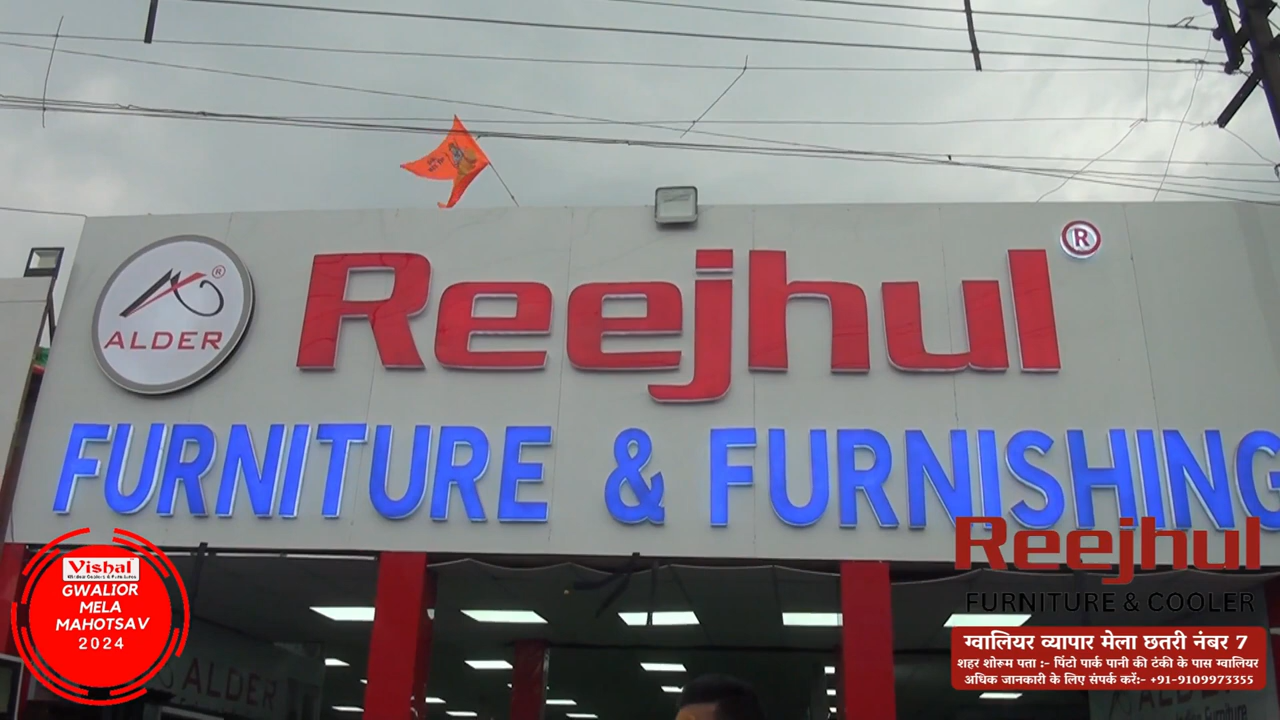 Reejhul ®
®
ALDER
FURNITURE & FURNISHING
Vishal
GWALIOR
MELA
MAHOTSAV
2024
ALDER
Reejhul
FURNITURE & COOLER
ग्वालियर व्यापार मेला छतरी नंबर 7
शहर शोरूम पता :- पिंटो पार्क पानी की टंकी के पास ग्वालियर
अधिक जानकारी के लिए संपर्क करें:- +91-9109973355
Furniture